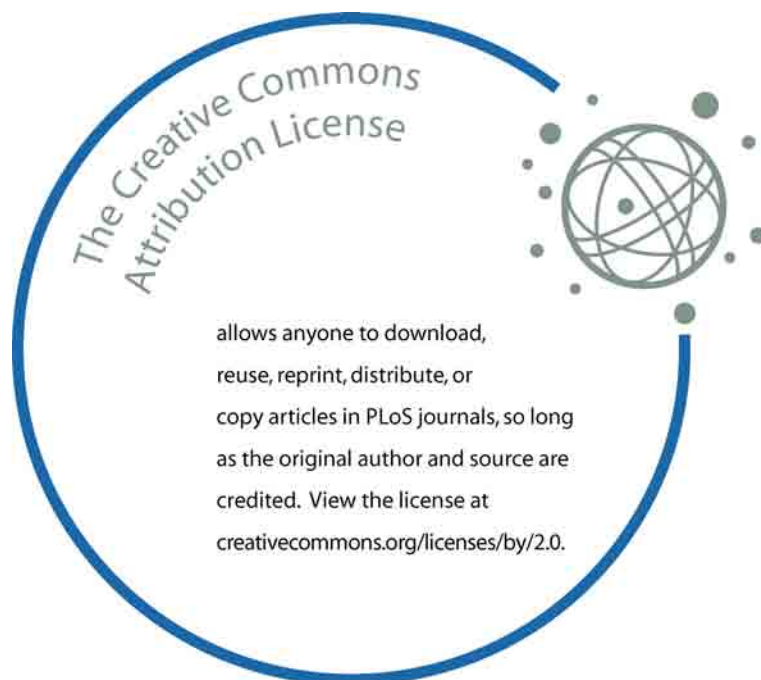 The Creative Commons
Attribution License
allows anyone to download,
reuse, reprint, distribute, or
copy articles in PLoS journals, so long
as the original author and source are
credited. View the license at
creativecommons.org/licenses/by/2.0.